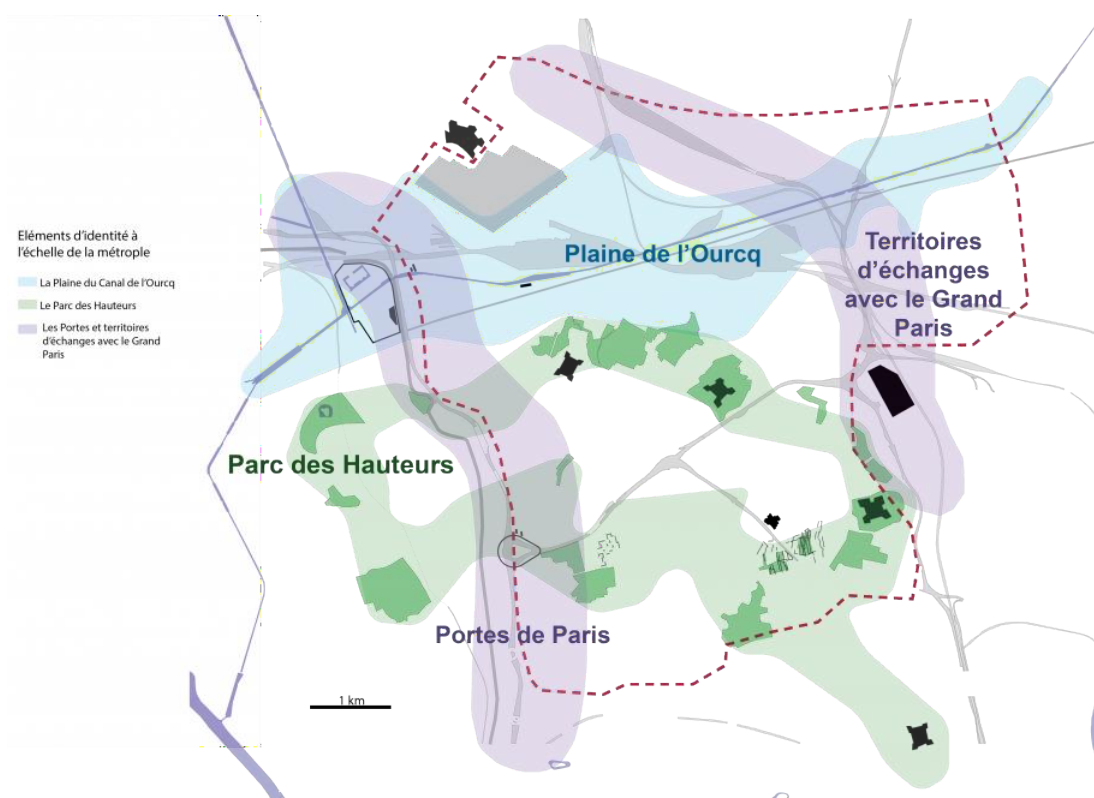 Eléments d'identité à
l'échelle de la métrople
La Plaine du Canal de l'Ourcq
Le Parc des Hauteurs
Les Portes et territoires
d'échanges avec le Grand
Paris
Plaine de l'Ourcq
Territoires
d'échanges
avec le Grand
Paris
Parc des Hauteurs
Portes de Paris
1 km